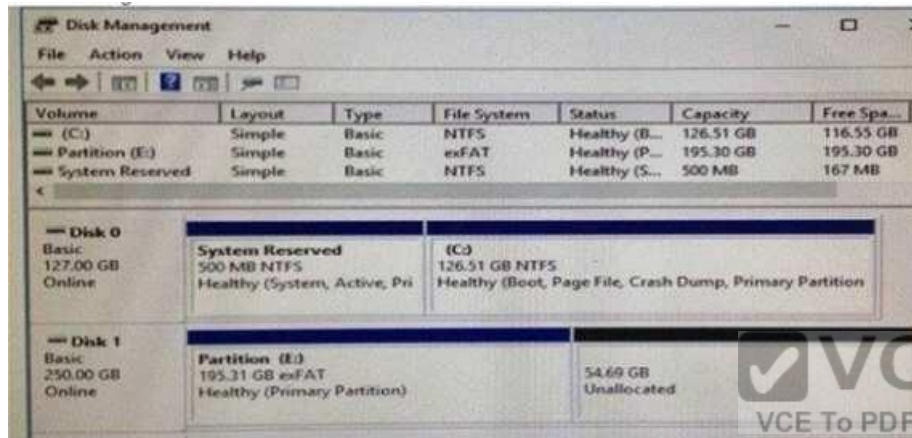 Disk Management
File Action View Help
Volume Layout Type File System Status Capacity Free Spa...
(C:) Simple Basic NTFS Healthy (B... 126.51 GB 116.55 GB
Partition (E:) Simple Basic exFAT Healthy (P... 195.30 GB 195.30 GB
System Reserved Simple Basic NTFS Healthy (S... 500 MB 167 MB
Disk 0
Basic
127.00 GB
Online
System Reserved
500 MB NTFS
Healthy (System, Active, Pri
(C:)
126.51 GB NTFS
Healthy (Boot, Page File, Crash Dump, Primary Partition
Disk 1
Basic
250.00 GB
Online
Partition (E:)
195.31 GB exFAT
Healthy (Primary Partition)
54.69 GB
Unallocated
VC
VCE To PDF